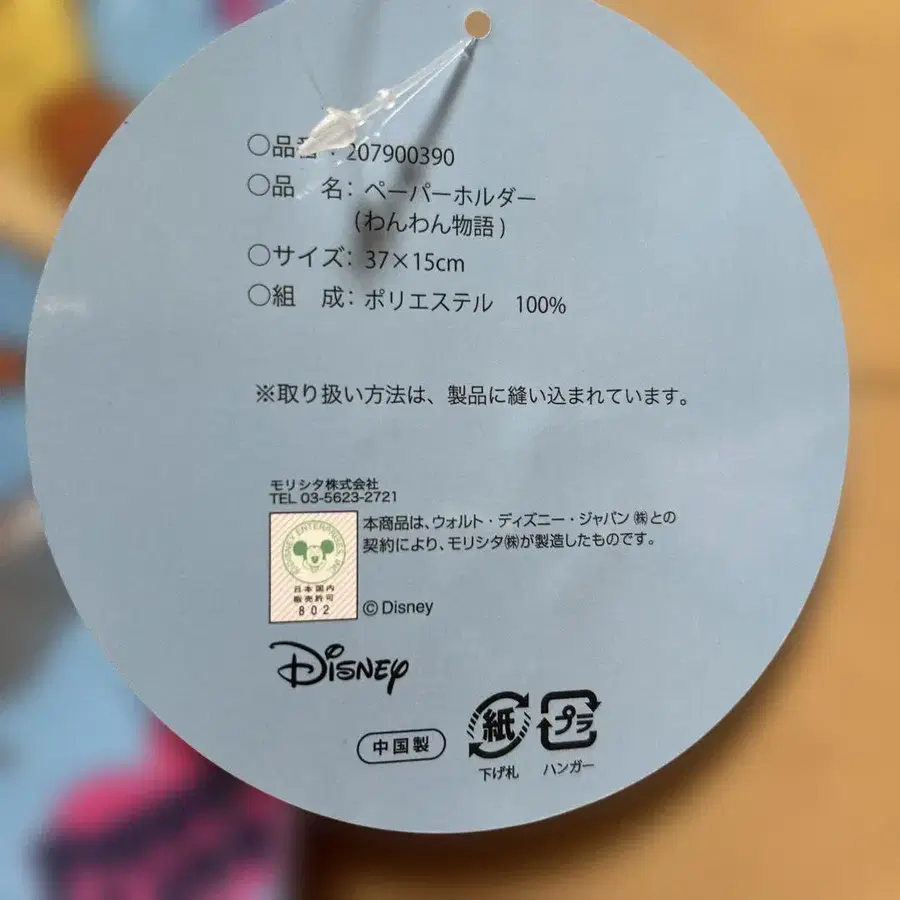 ○品番：207900390
○品　名：ペーパーホルダー
(わんわん物語)
○サイズ：37×15cm
○組　成：ポリエステル　100%
※取り扱い方法は、製品に縫い込まれています。
モリシタ株式会社
TEL 03-5623-2721
本商品は、ウォルト・ディズニー・ジャパン㈱との
契約により、モリシタ㈱が製造したものです。
DISNEY ENTERPRISES,
日本国内
販売許可
802
©Disney
Disney
中国製
紙
プラ
下げ札
ハンガー